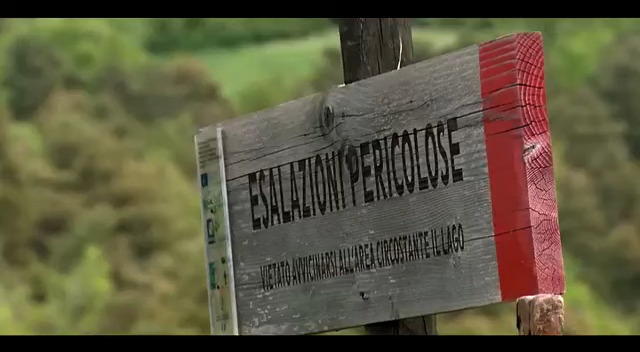 ESALAZIONI PERICOLOSE
VIETATO AVVICINARSI ALL'AREA CIRCOSTANTE IL LAGO